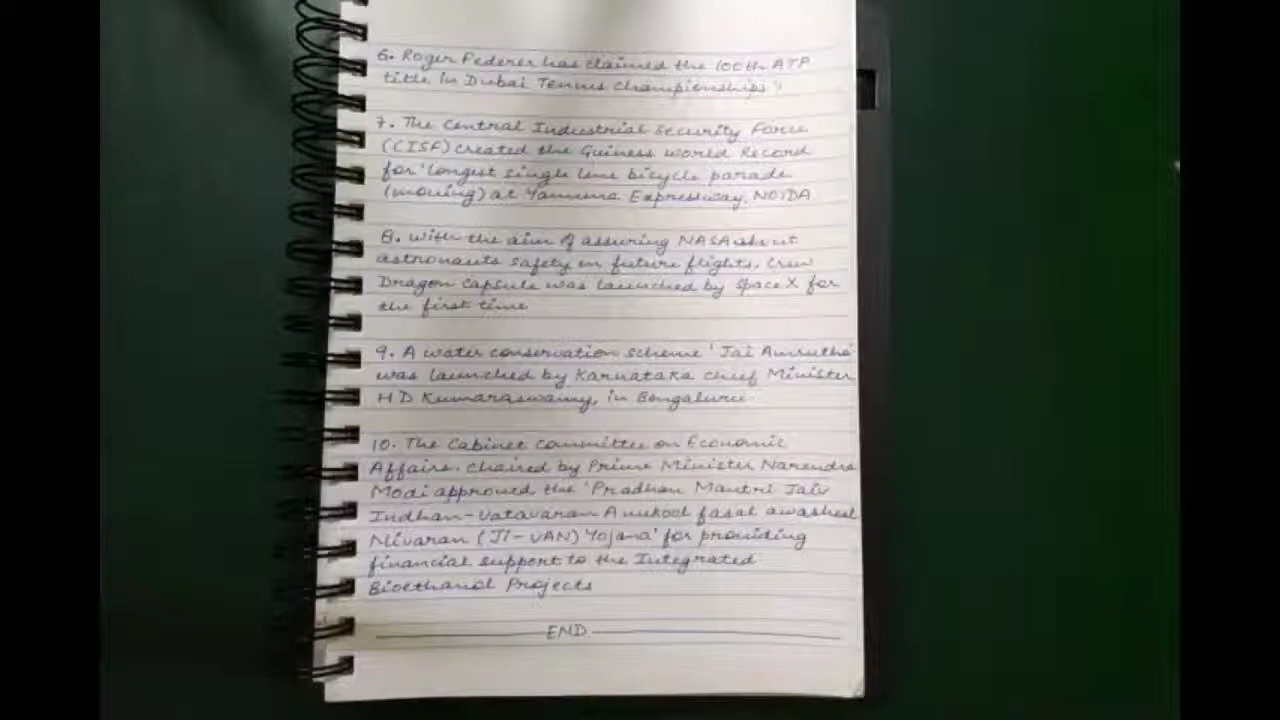 6. Roger Federer has claimed the 100th ATP
title in Dubai Tennis Championships
7. The Central Industrial Security Force
(CISF) created the Guiness World Record
for 'longest single line bicycle parade
(moving) at Yamuna Expressway, NOIDA
8. With the aim of assuring NASA about
astronauts safety in future flights, Crew
Dragon capsule was launched by SpaceX for
the first time
9. A water conservation scheme 'Jal Amrutha'
was launched by Karnataka Chief Minister
H D Kumaraswamy, in Bengaluru.
10. The Cabinet Committee on Economic
Affairs, chaired by Prime Minister Narendra
Modi approved the 'Pradhan Mantri Jaiv
Indhan-Vatavaran Anukool fasal awashesh
Nivaran (JI-VAN) Yojana' for providing
financial support to the Integrated
Bioethanol Projects
END